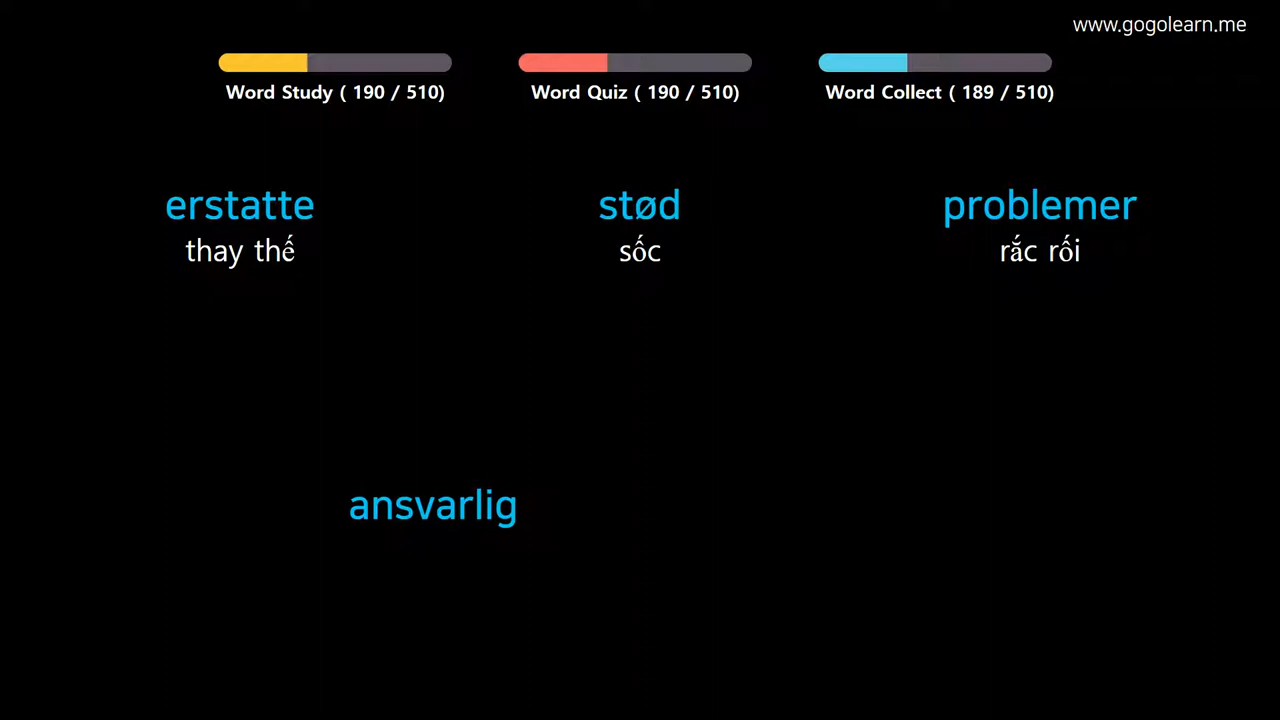 www.gogolearn.me
Word Study ( 190 / 510)
Word Quiz ( 190 / 510)
Word Collect ( 189 / 510)
erstatte
thay thế
stød
sốc
problemer
rắc rối
ansvarlig